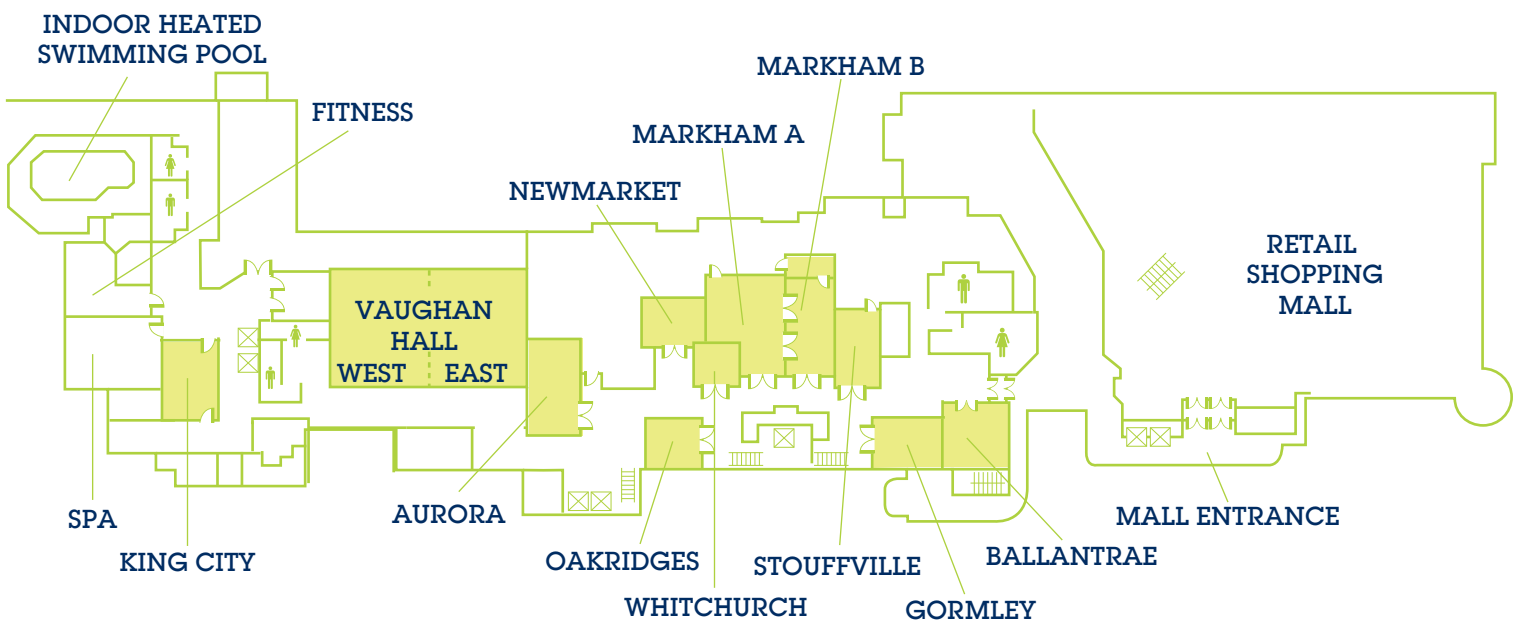 INDOOR HEATED
SWIMMING POOL
FITNESS
MARKHAM B
MARKHAM A
NEWMARKET
RETAIL
SHOPPING
MALL
VAUGHAN
HALL
WEST EAST
SPA
KING CITY
AURORA
OAKRIDGES
WHITCHURCH
STOUFFVILLE
GORMLEY
BALLANTRAE
MALL ENTRANCE